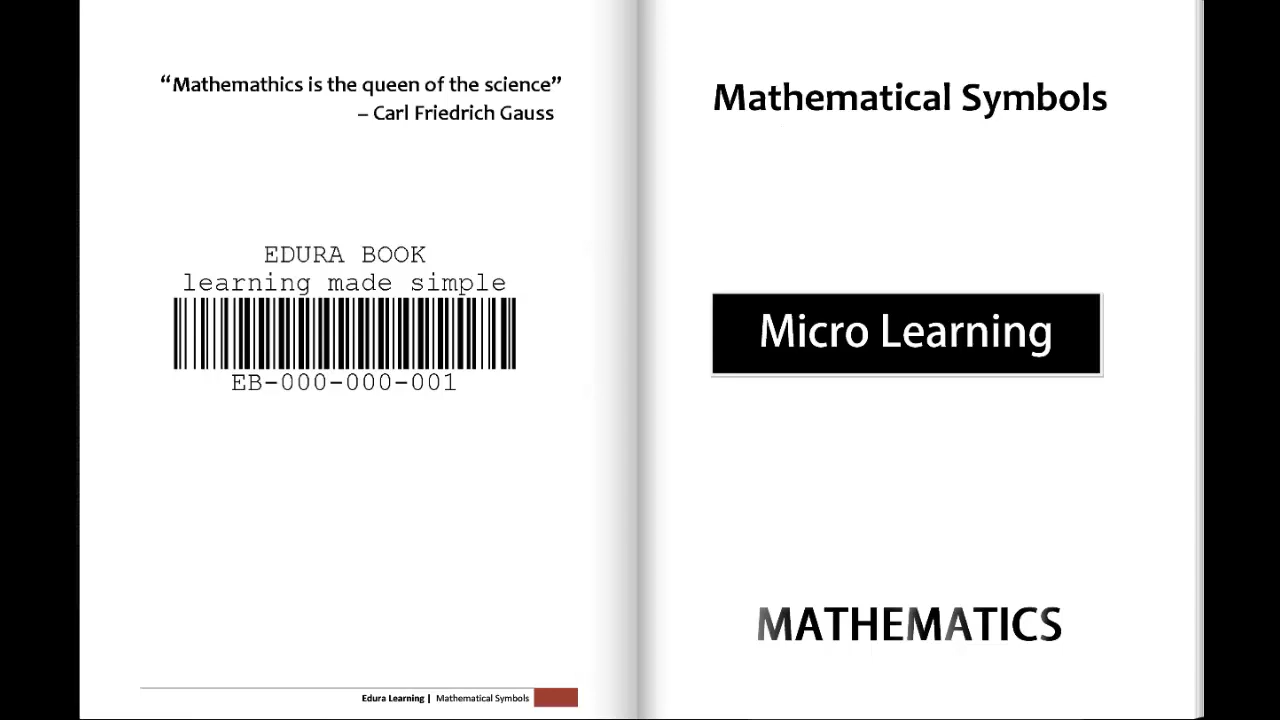 “Mathemathics is the queen of the science”
– Carl Friedrich Gauss
EDURA BOOK
learning made simple
EB-000-000-001
Edura Learning | Mathematical Symbols
Mathematical Symbols
Micro Learning
MATHEMATICS